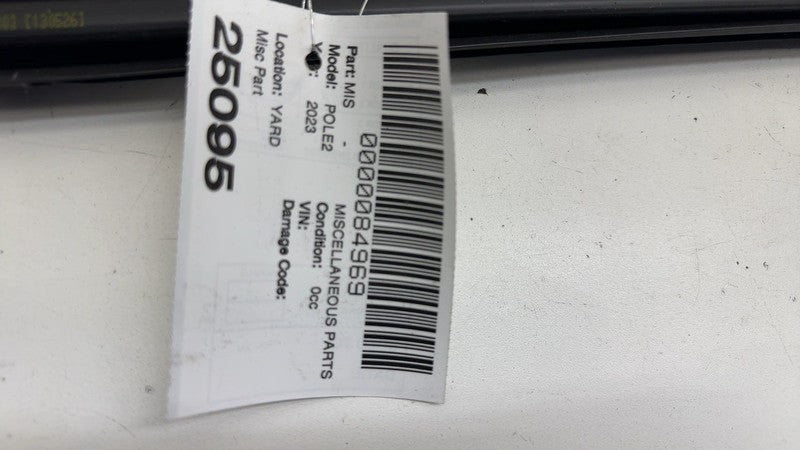 0000084969
Part: MIS - MISCELLANEOUS PARTS
Model: POLE2 Condition: 0cc
2023 VIN:
Damage Code:
Location: YARD
Misc Part
25095